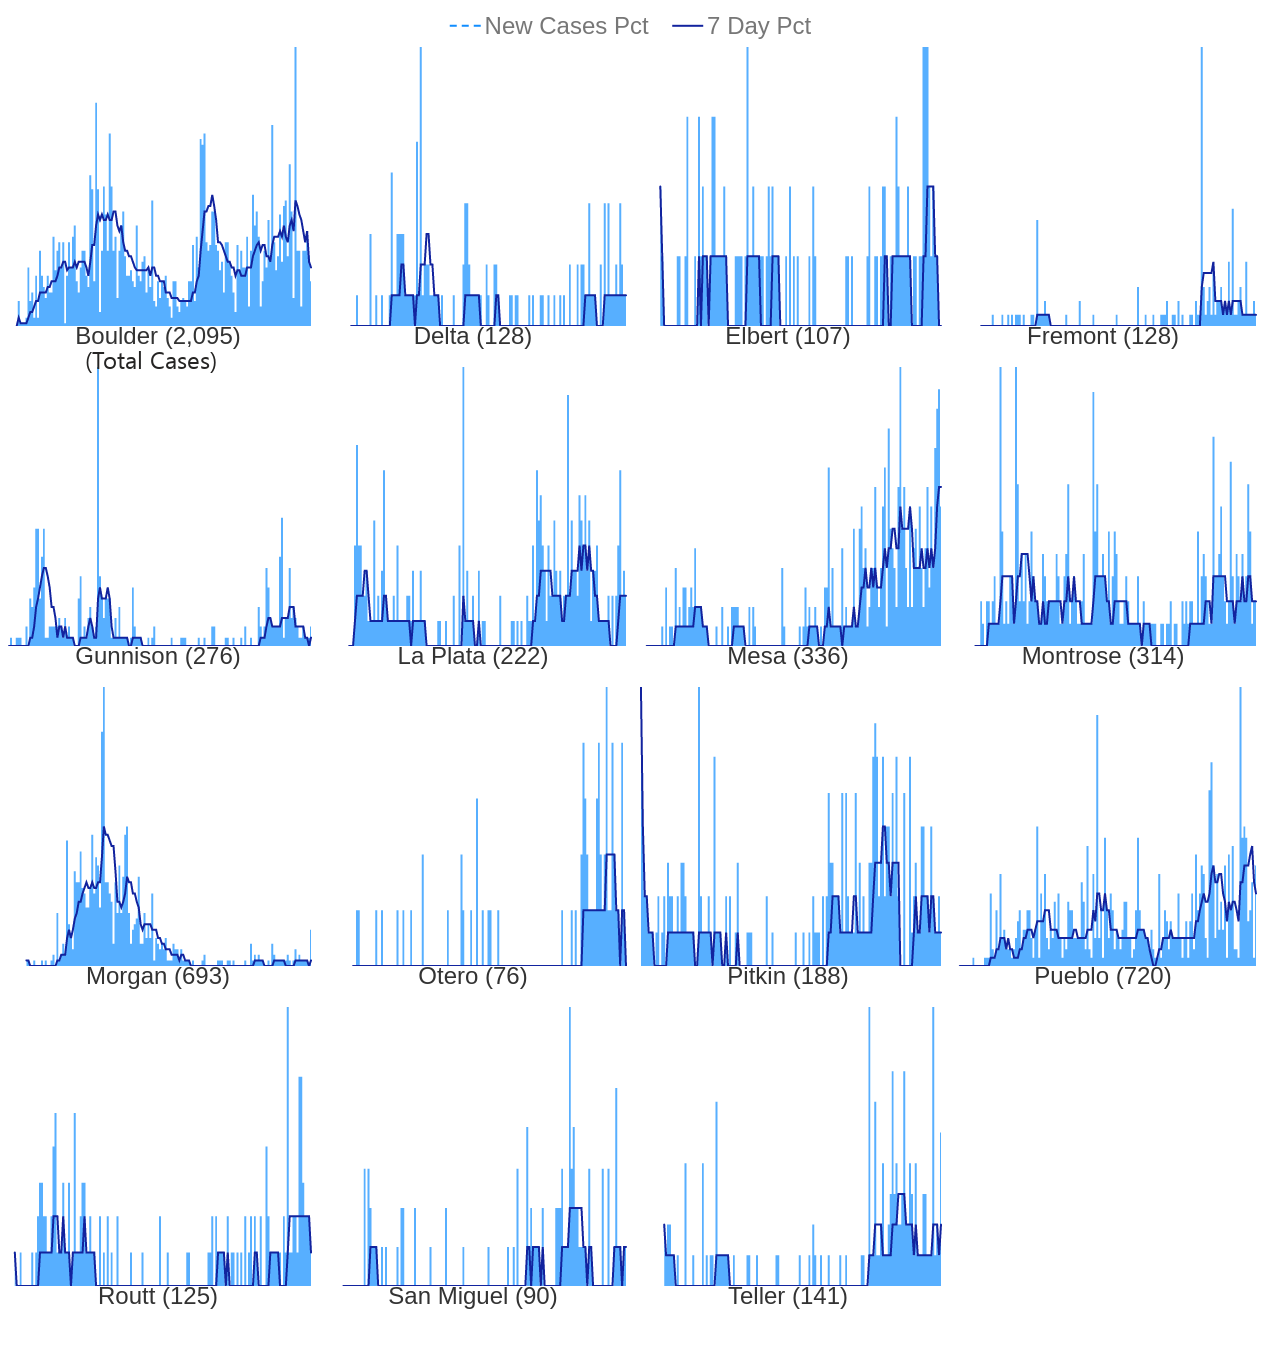 New Cases Pct 7 Day Pct
Boulder (2,095) Delta (128) Elbert (107) Fremont (128)
(Total Cases)
Gunnison (276) La Plata (222) Mesa (336) Montrose (314)
Morgan (693) Otero (76) Pitkin (188) Pueblo (720)
Routt (125) San Miguel (90) Teller (141)